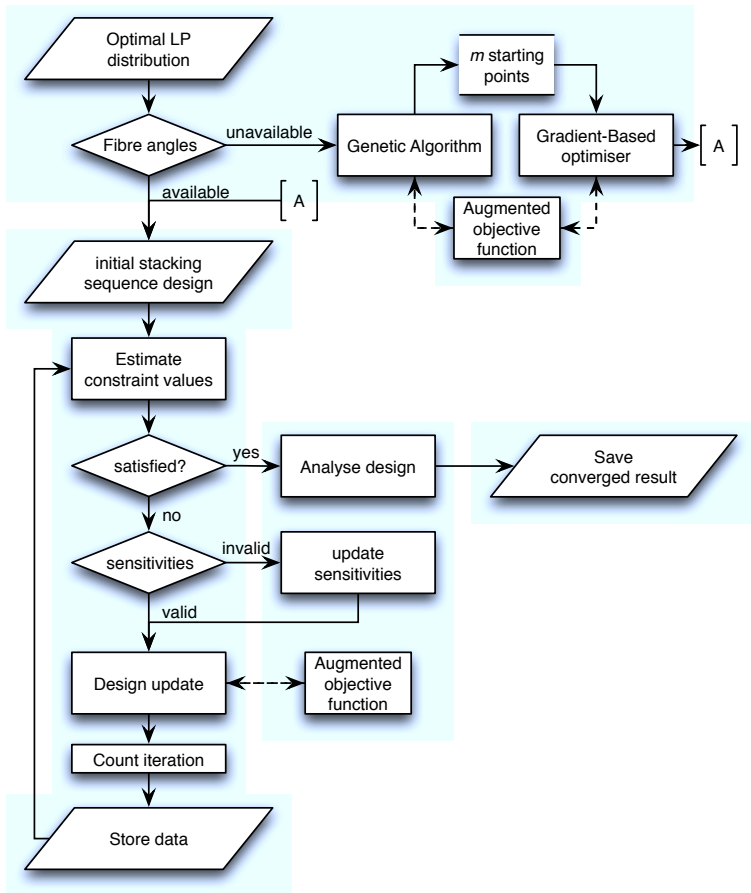 Optimal LP
distribution
m starting
points
Fibre angles
unavailable
Genetic Algorithm
Gradient-Based
optimiser
A
available
A
Augmented
objective
function
initial stacking
sequence design
Estimate
constraint values
satisfied?
yes
Analyse design
Save
converged result
no
sensitivities
invalid
update
sensitivities
valid
Design update
Augmented
objective
function
Count iteration
Store data